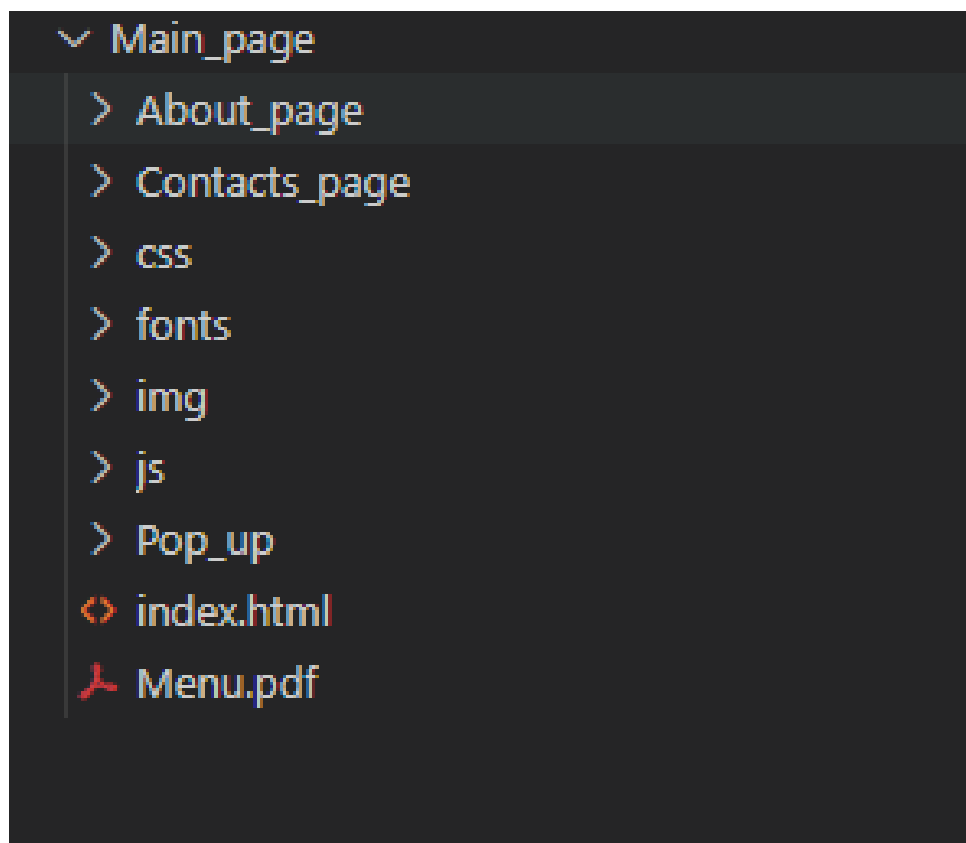 Main_page
About_page
Contacts_page
css
fonts
img
js
Pop_up
index.html
Menu.pdf